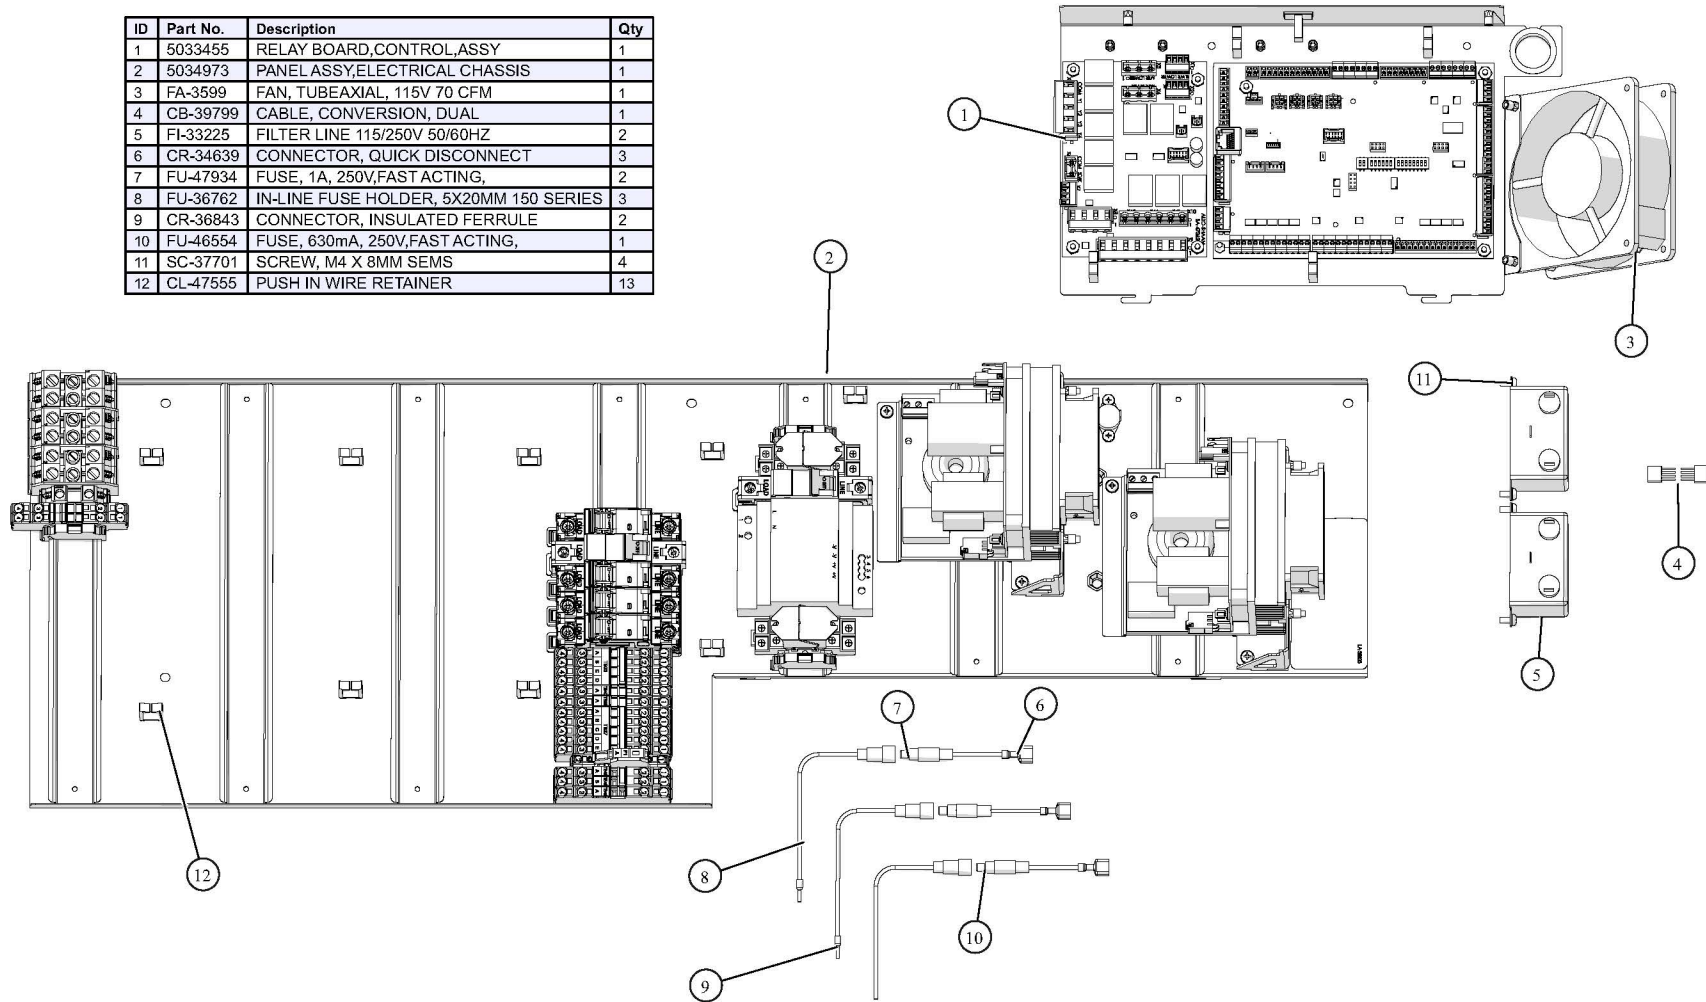 ID Part No. Description Qty
1 5033455 RELAY BOARD,CONTROL,ASSY 1
2 5034973 PANEL ASSY,ELECTRICAL CHASSIS 1
3 FA-3599 FAN, TUBEAXIAL, 115V 70 CFM 1
4 CB-39799 CABLE, CONVERSION, DUAL 1
5 FI-33225 FILTER LINE 115/250V 50/60HZ 2
6 CR-34639 CONNECTOR, QUICK DISCONNECT 3
7 FU-47934 FUSE, 1A, 250V,FAST ACTING, 2
8 FU-36762 IN-LINE FUSE HOLDER, 5X20MM 150 SERIES 3
9 CR-36843 CONNECTOR, INSULATED FERRULE 2
10 FU-46554 FUSE, 630mA, 250V,FAST ACTING, 1
11 SC-37701 SCREW, M4 X 8MM SEMS 4
12 CL-47555 PUSH IN WIRE RETAINER 13
1
2
3
11
4
LOAD
LINE
5
7
6
8
12
10
9